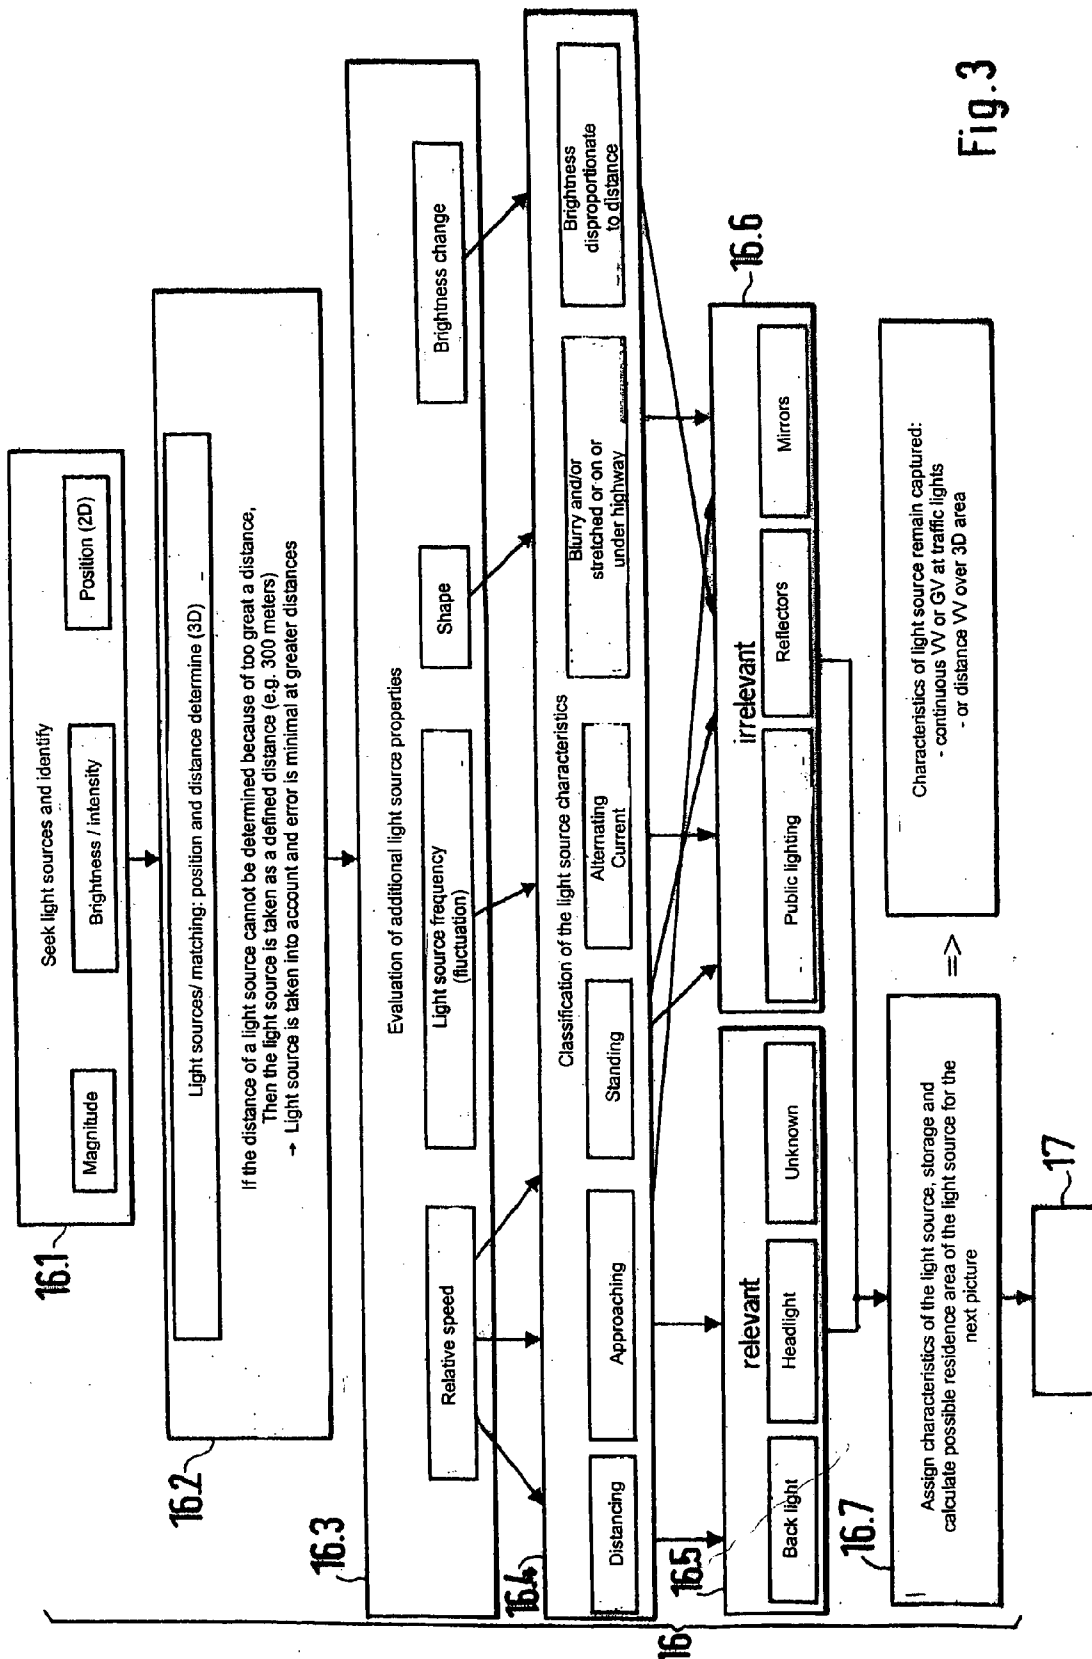 16.1
Seek light sources and identify
Magnitude
Brightness / intensity
Position (2D)
16.2
Light sources/ matching: position and distance determine (3D)
If the distance of a light source cannot be determined because of too great a distance,
Then the light source is taken as a defined distance (e.g. 300 meters)
→ Light source is taken into account and error is minimal at greater distances
16.3
Evaluation of additional light source properties
Relative speed
Light source frequency
(fluctuation)
Shape
Brightness change
16.4
Classification of the light source characteristics
Distancing
Approaching
Standing
Alternating
Current
Blurry and/or
stretched or on or
under highway
Brightness
disproportionate
to distance
16.5
relevant
Back light
Headlight
Unknown
16.6
irrelevant
Public lighting
Reflectors
Mirrors
16
16.7
Assign characteristics of the light source, storage and
calculate possible residence area of the light source for the
next picture
=>
Characteristics of light source remain captured:
- continuous VV or GV at traffic lights
- or distance VV over 3D area
17
Fig.3